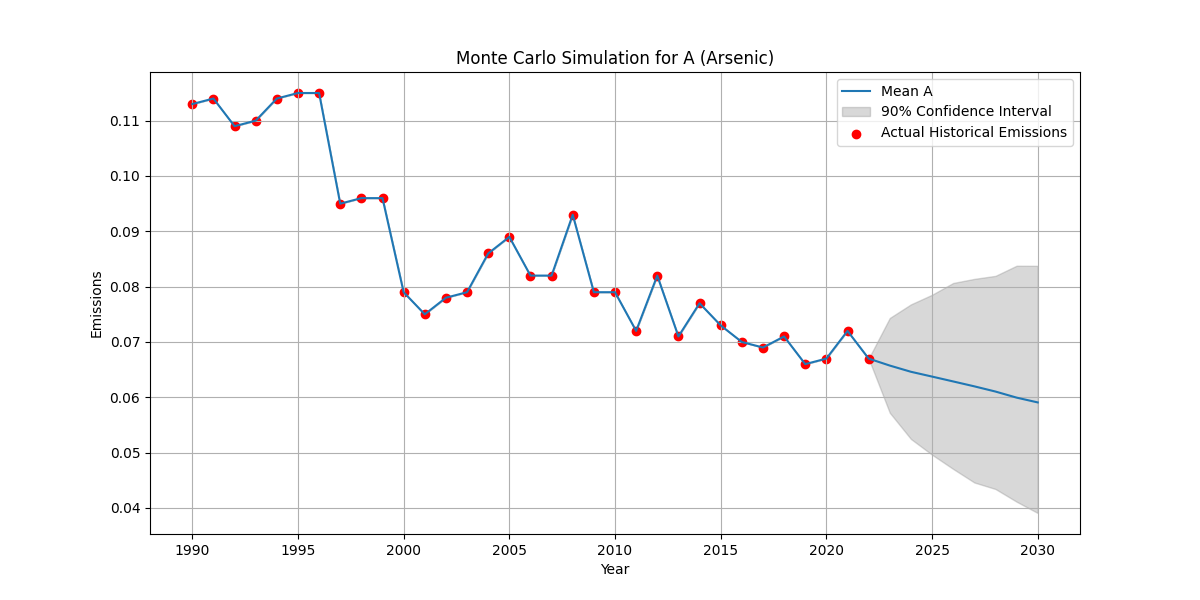 Monte Carlo Simulation for A (Arsenic)
Mean A
90% Confidence Interval
Actual Historical Emissions
Emissions
0.11
0.10
0.09
0.08
0.07
0.06
0.05
0.04
1990 1995 2000 2005 2010 2015 2020 2025 2030
Year